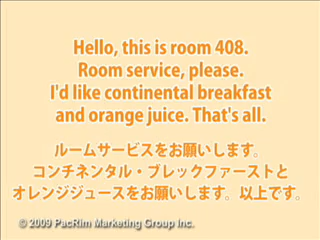 Hello, this is room 408.
Room service, please.
I'd like continental breakfast
and orange juice. That's all.
ルームサービスをお願いします。
コンチネンタル・ブレックファーストと
オレンジジュースをお願いします。以上です。
© 2009 PacRim Marketing Group Inc.